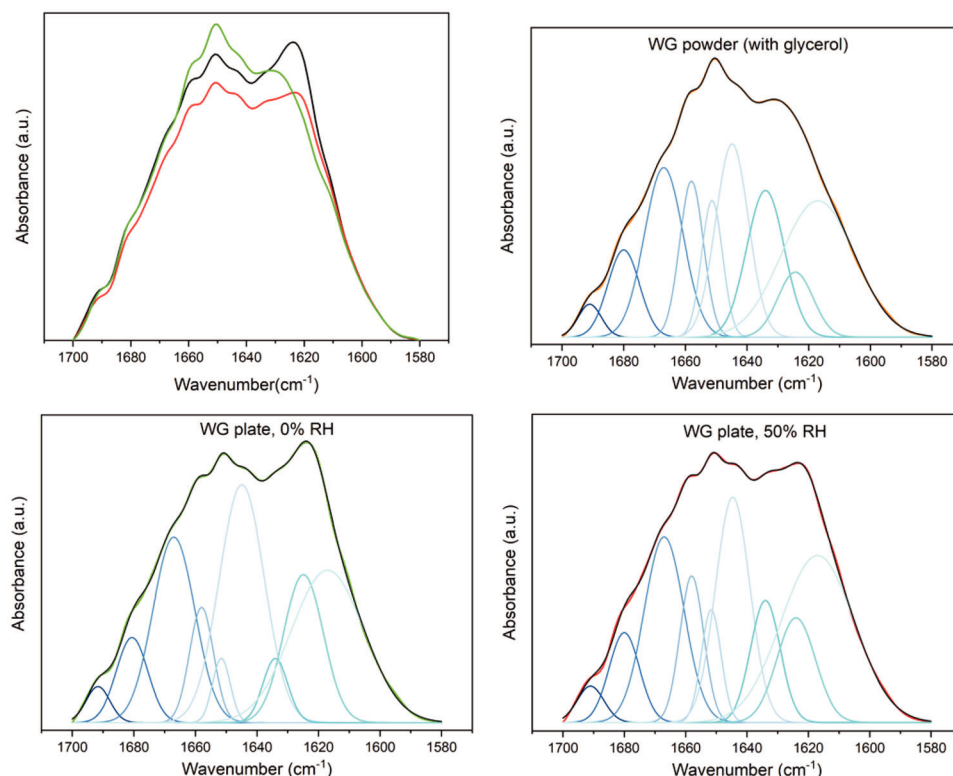 Absorbance (a.u.)
1700 1680 1660 1640 1620 1600 1580
Wavenumber(cm⁻¹)
WG powder (with glycerol)
Absorbance (a.u.)
1700 1680 1660 1640 1620 1600 1580
Wavenumber (cm⁻¹)
WG plate, 0% RH
Absorbance (a.u.)
1700 1680 1660 1640 1620 1600 1580
Wavenumber (cm⁻¹)
WG plate, 50% RH
Absorbance (a.u.)
1700 1680 1660 1640 1620 1600 1580
Wavenumber (cm⁻¹)